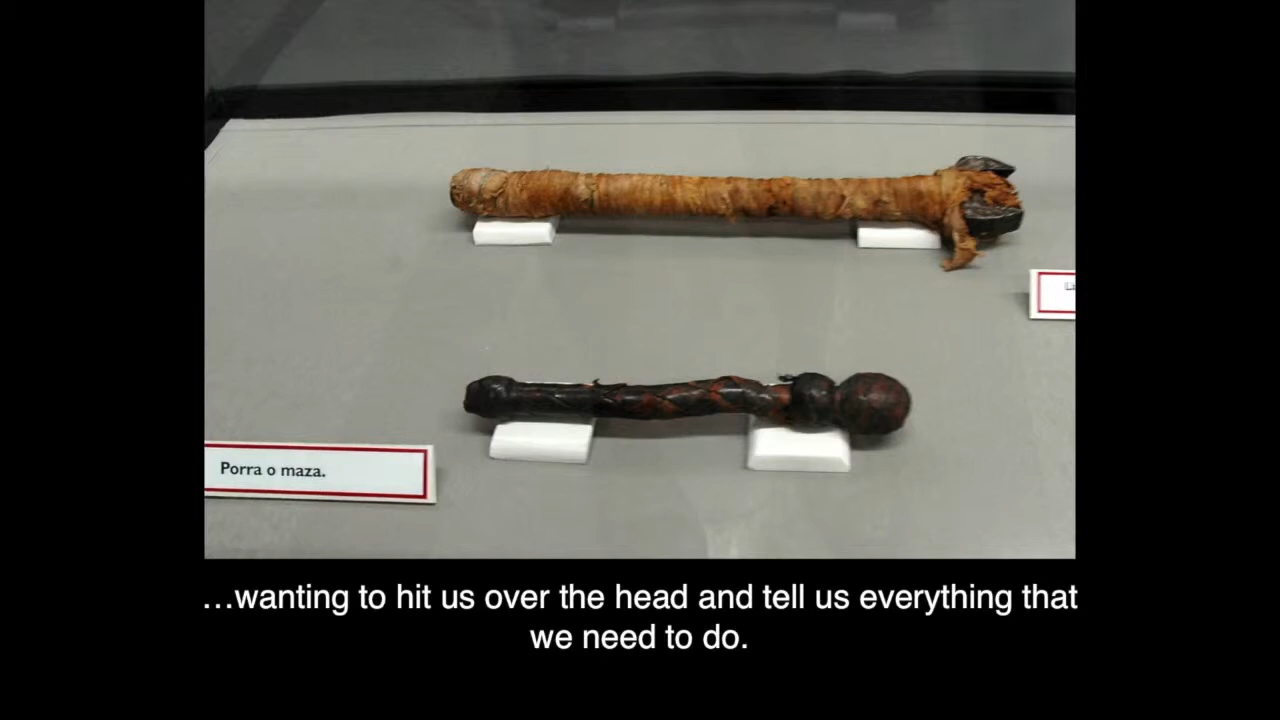 Porra o maza.
…wanting to hit us over the head and tell us everything that
we need to do.